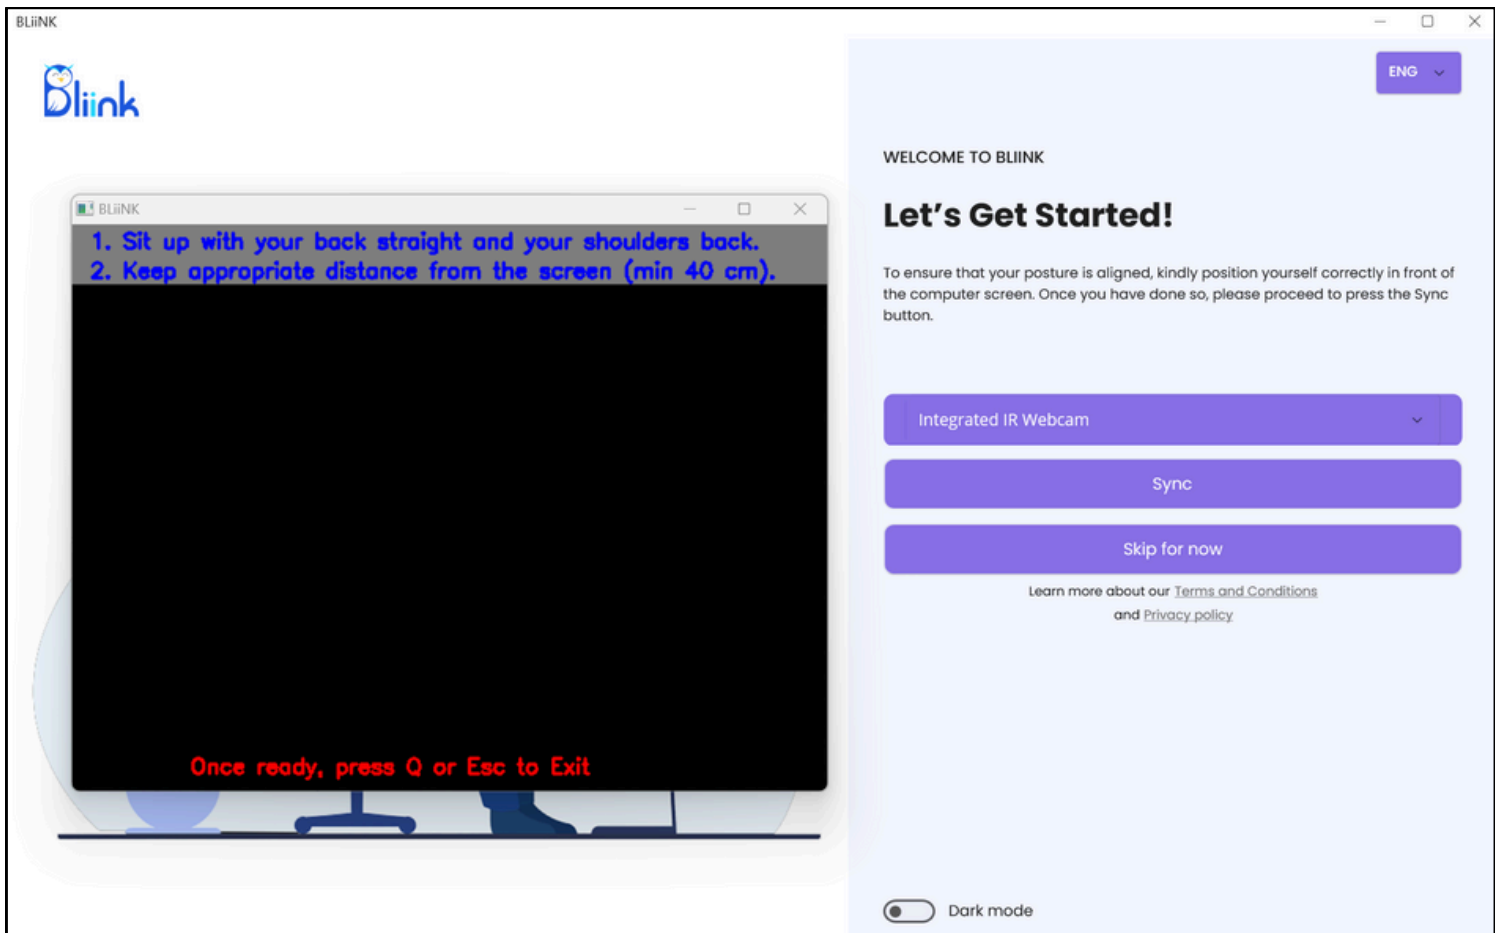 BLiiNK
Bliink
BLiiNK
1. Sit up with your back straight and your shoulders back.
2. Keep appropriate distance from the screen (min 40 cm).
Once ready, press Q or Esc to Exit
ENG
WELCOME TO BLIINK
Let’s Get Started!
To ensure that your posture is aligned, kindly position yourself correctly in front of
the computer screen. Once you have done so, please proceed to press the Sync
button.
Integrated IR Webcam
Sync
Skip for now
Learn more about our Terms and Conditions
and Privacy policy
Dark mode